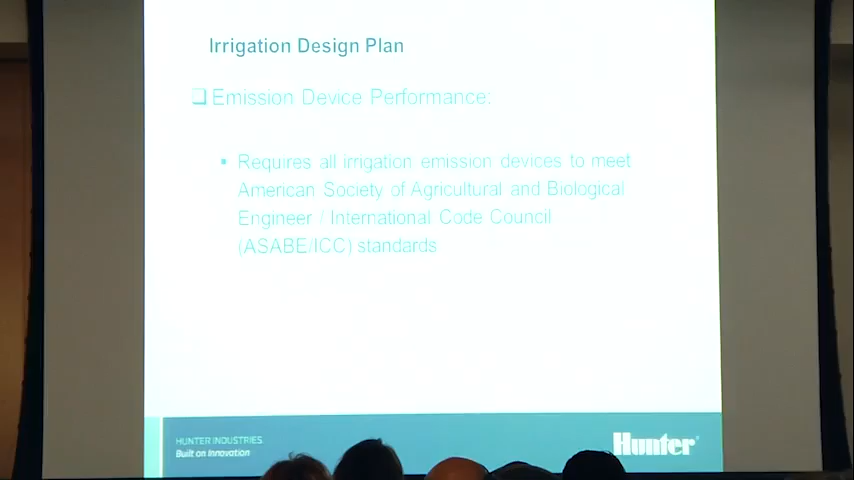 Irrigation Design Plan
❑ Emission Device Performance:
• Requires all irrigation emission devices to meet
American Society of Agricultural and Biological
Engineer / International Code Council
(ASABE/ICC) standards
HUNTER INDUSTRIES
Built on Innovation
Hunter®